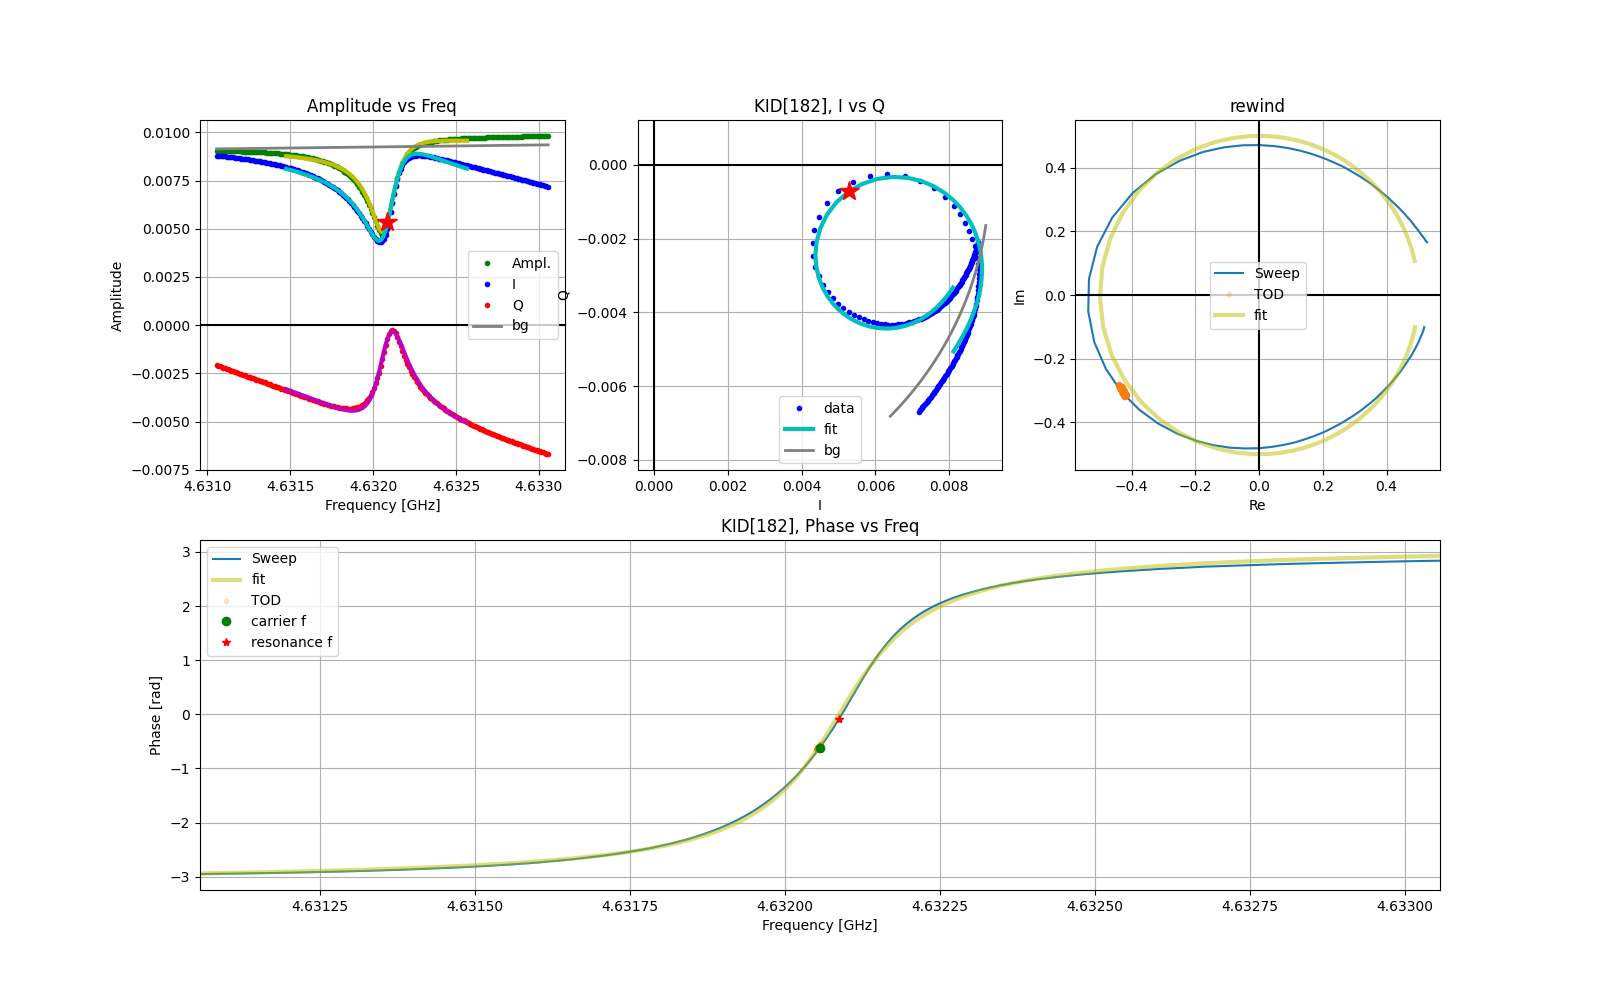 Amplitude vs Freq
0.0100
0.0075
0.0050
0.0025
0.0000
−0.0025
−0.0050
−0.0075
Amplitude
4.6310
4.6315
4.6320
4.6325
4.6330
Frequency [GHz]
Ampl.
I
Q
bg
KID[182], I vs Q
0.000
−0.002
−0.004
−0.006
−0.008
Q
0.000
0.002
0.004
0.006
0.008
I
data
fit
bg
rewind
0.4
0.2
0.0
−0.2
−0.4
Im
−0.4
−0.2
0.0
0.2
0.4
Re
Sweep
TOD
fit
KID[182], Phase vs Freq
3
2
1
0
−1
−2
−3
Phase [rad]
Sweep
fit
TOD
carrier f
resonance f
4.63125
4.63150
4.63175
4.63200
4.63225
4.63250
4.63275
4.63300
Frequency [GHz]